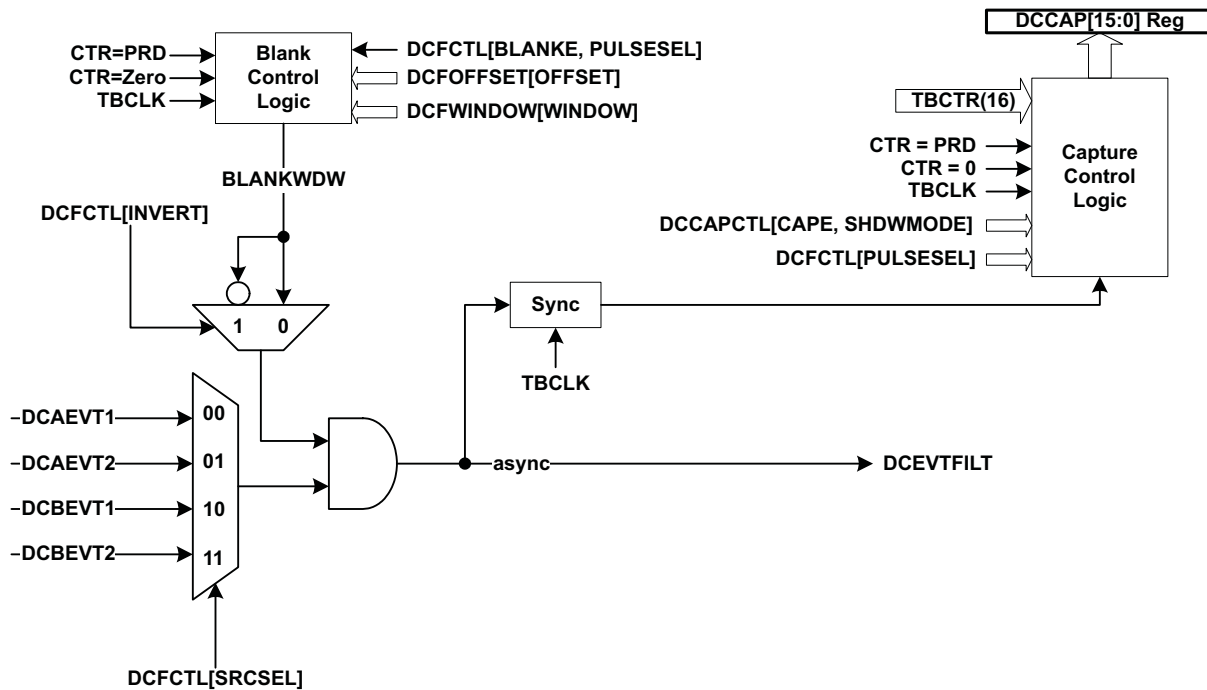 DCCAP[15:0] Reg
CTR=PRD
CTR=Zero
TBCLK
Blank
Control
Logic
DCFCTL[BLANKE, PULSESEL]
DCFOFFSET[OFFSET]
DCFWINDOW[WINDOW]
TBCTR(16)
CTR = PRD
CTR = 0
TBCLK
DCCAPCTL[CAPE, SHDWMODE]
DCFCTL[PULSESEL]
Capture
Control
Logic
BLANKWDW
DCFCTL[INVERT]
1 0
Sync
TBCLK
–DCAEVT1
–DCAEVT2
–DCBEVT1
–DCBEVT2
00
01
10
11
async
DCEVTFILT
DCFCTL[SRCSEL]